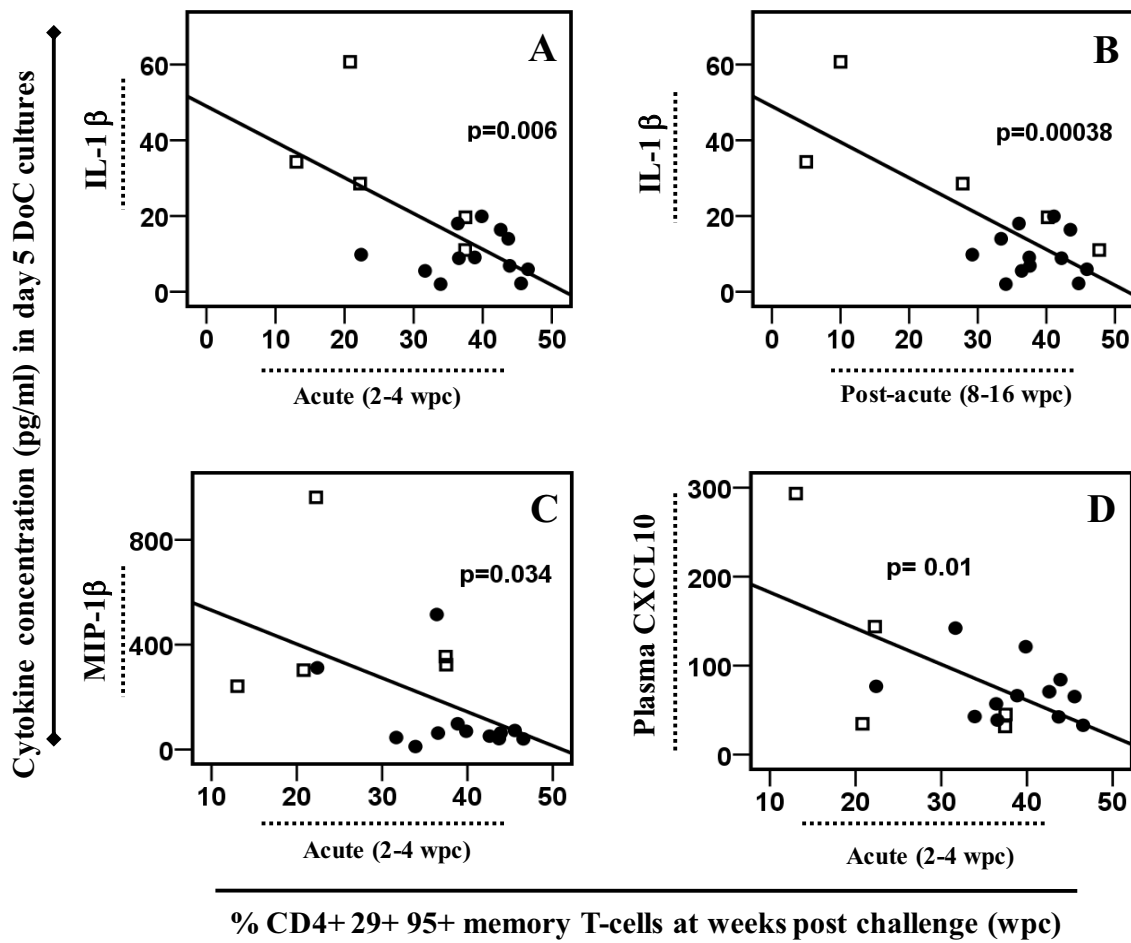 Cytokine concentration (pg/ml) in day 5 DoC cultures
A
IL-1 β
60
40
20
0
p=0.006
0 10 20 30 40 50
Acute (2-4 wpc)
B
IL-1 β
60
40
20
0
p=0.00038
0 10 20 30 40 50
Post-acute (8-16 wpc)
C
MIP-1β
800
400
0
p=0.034
10 20 30 40 50
Acute (2-4 wpc)
D
Plasma CXCL10
300
200
100
0
p= 0.01
10 20 30 40 50
Acute (2-4 wpc)
% CD4+ 29+ 95+ memory T-cells at weeks post challenge (wpc)